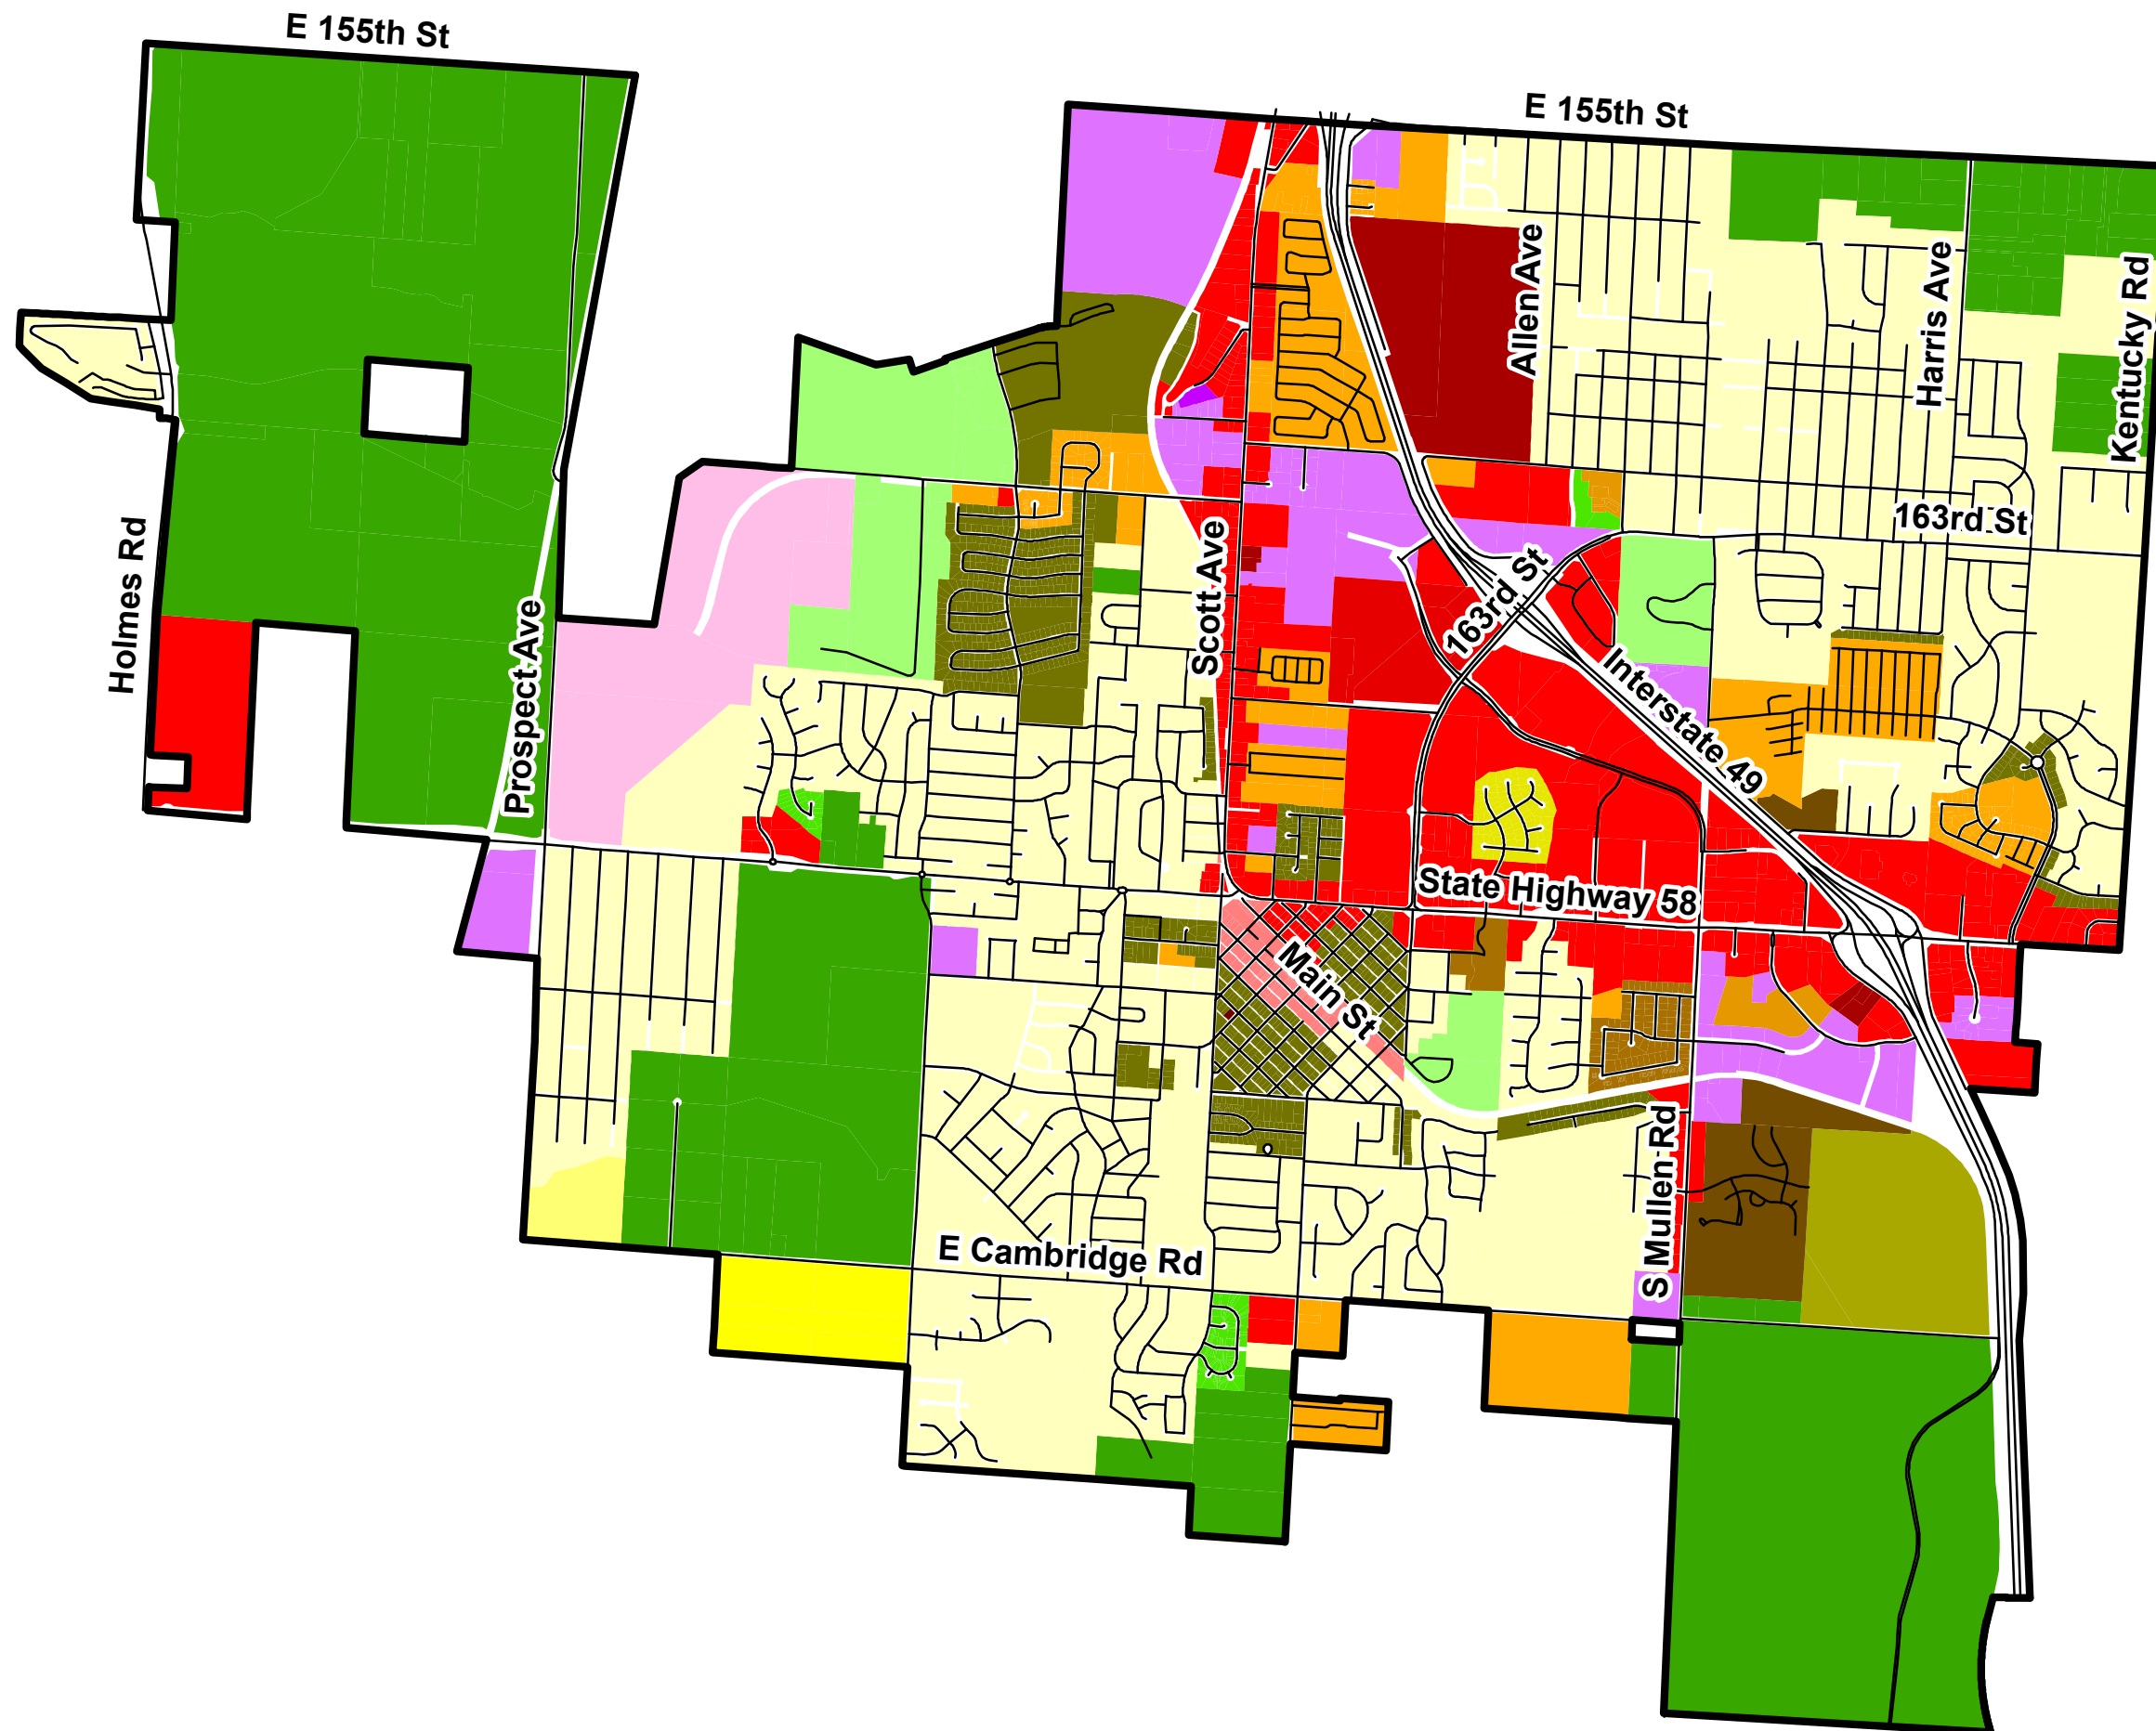 E 155th St
E 155th St
Allen Ave
Harris Ave
Kentucky Rd
163rd St
Holmes Rd
Prospect Ave
Scott Ave
163rd St
Interstate 49
State Highway 58
Main St
S Mullen Rd
E Cambridge Rd